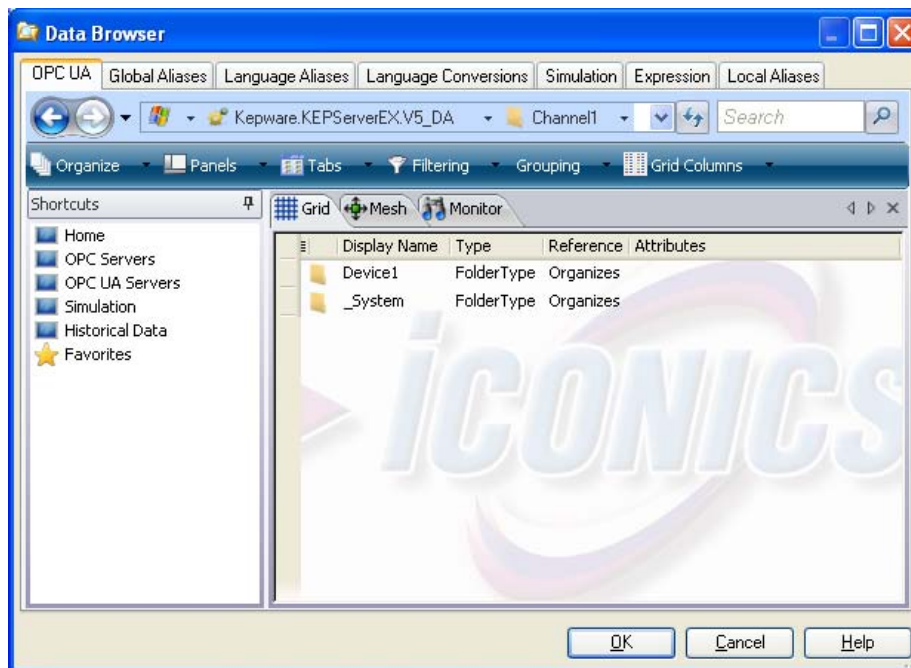 Data Browser
OPC UA Global Aliases Language Aliases Language Conversions Simulation Expression Local Aliases
Kepware.KEPServerEX.V5_DA Channel1 Search
Organize Panels Tabs Filtering Grouping Grid Columns
Shortcuts Grid Mesh Monitor
Display Name Type Reference Attributes
Home
Device1 FolderType Organizes
OPC Servers
OPC UA Servers
_System FolderType Organizes
Simulation
Historical Data
Favorites
ICONICS
OK Cancel Help